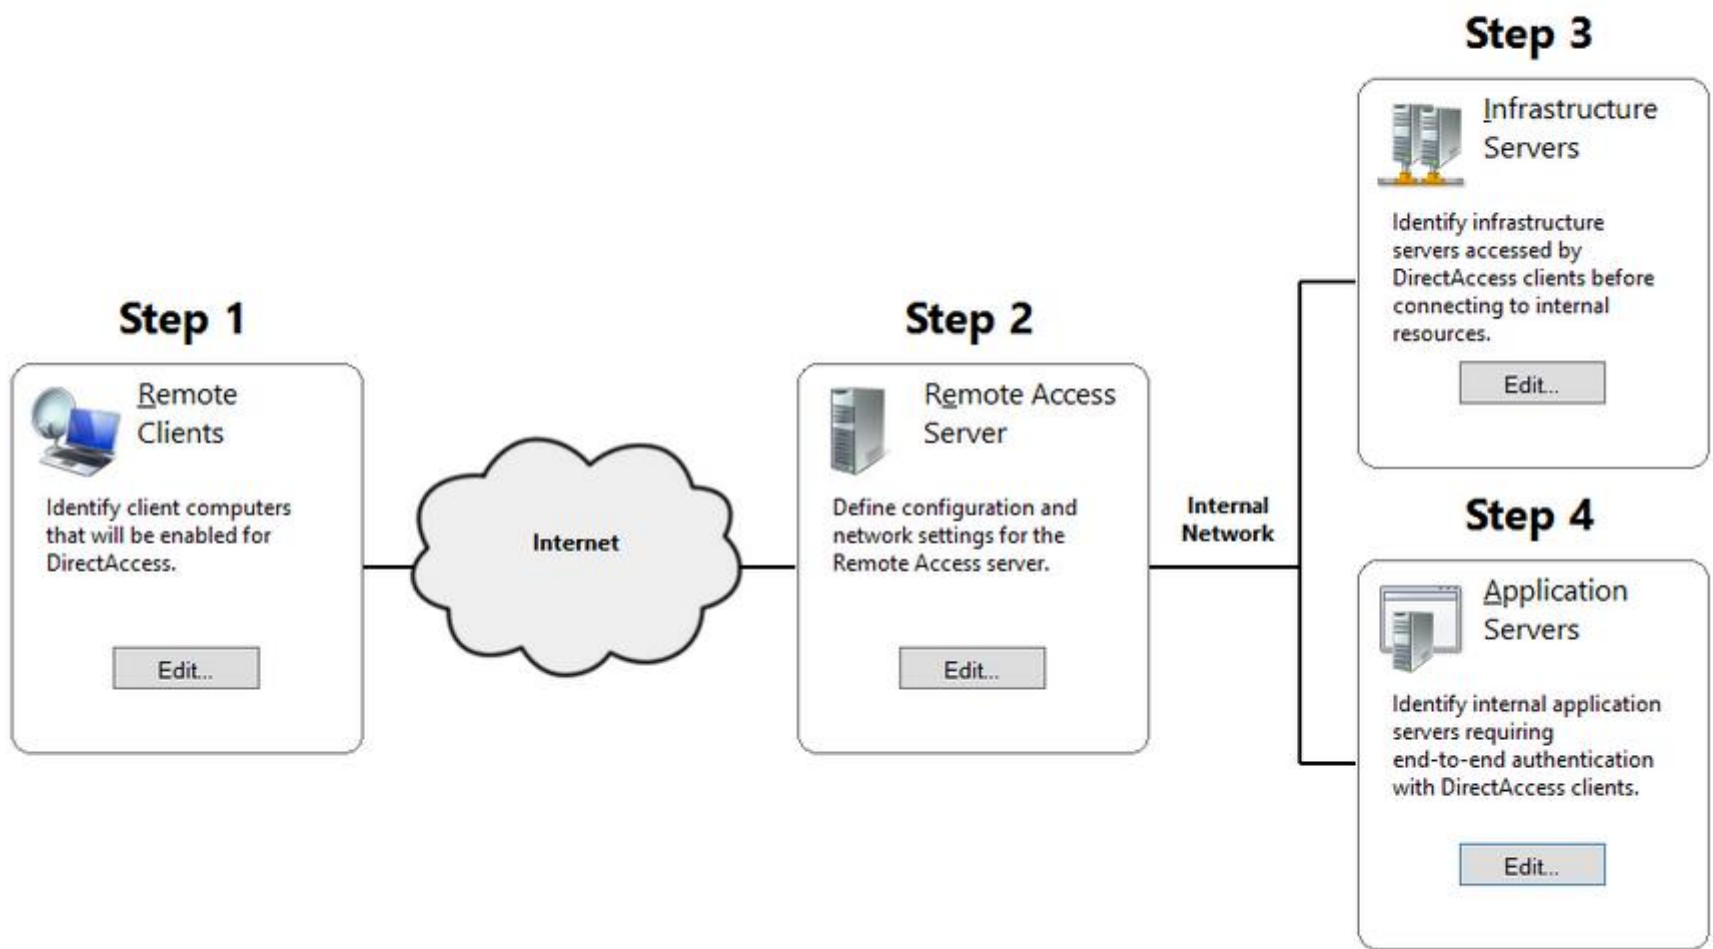 Step 1
Remote
Clients
Identify client computers
that will be enabled for
DirectAccess.
Edit...
Internet
Step 2
Remote Access
Server
Define configuration and
network settings for the
Remote Access server.
Edit...
Internal
Network
Step 3
Infrastructure
Servers
Identify infrastructure
servers accessed by
DirectAccess clients before
connecting to internal
resources.
Edit...
Step 4
Application
Servers
Identify internal application
servers requiring
end-to-end authentication
with DirectAccess clients.
Edit...